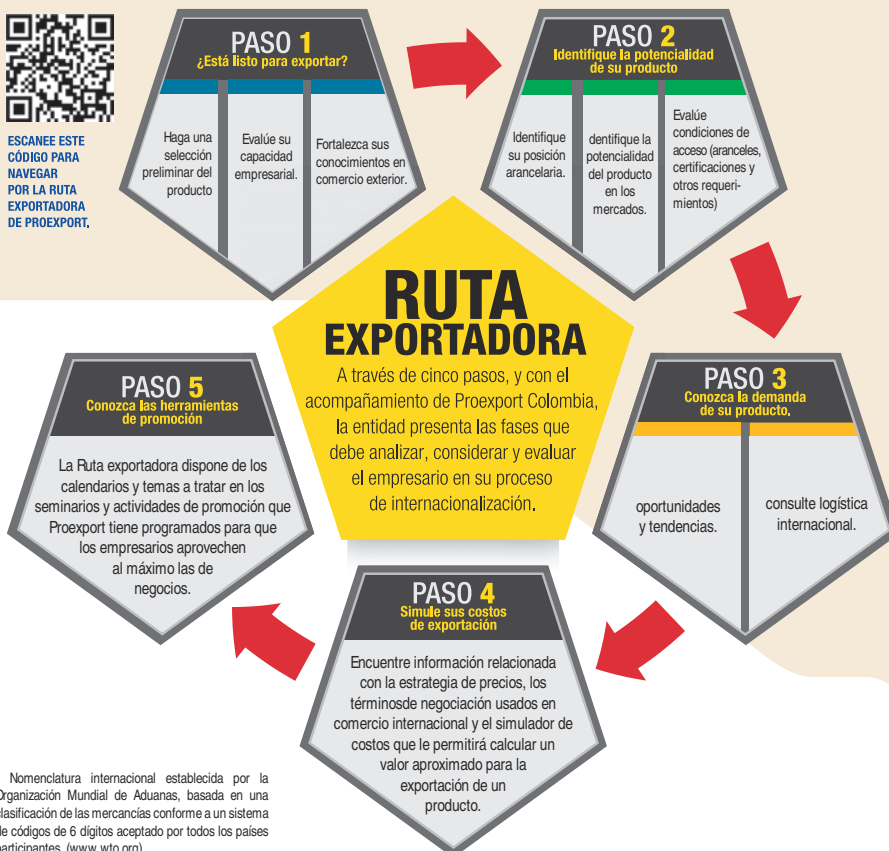 ESCANEE ESTE
CÓDIGO PARA
NAVEGAR
POR LA RUTA
EXPORTADORA
DE PROEXPORT.
PASO 1
¿Está listo para exportar?
Haga una
selección
preliminar del
producto
Evalúe su
capacidad
empresarial.
Fortalezca sus
conocimientos en
comercio exterior.
PASO 2
Identifique la potencialidad
de su producto
Identifique
su posición
arancelaria.
dentifique la
potencialidad
del producto
en los
mercados.
Evalúe
condiciones de
acceso (aranceles,
certificaciones y
otros requeri-
mientos)
RUTA
EXPORTADORA
A través de cinco pasos, y con el
acompañamiento de Proexport Colombia,
la entidad presenta las fases que
debe analizar, considerar y evaluar
el empresario en su proceso
de internacionalización.
PASO 3
Conozca la demanda
de su producto.
oportunidades
y tendencias.
consulte logística
internacional.
PASO 4
Simule sus costos
de exportación
Encuentre información relacionada
con la estrategia de precios, los
términosde negociación usados en
comercio internacional y el simulador de
costos que le permitirá calcular un
valor aproximado para la
exportación de un
producto.
PASO 5
Conozca las herramientas
de promoción
La Ruta exportadora dispone de los
calendarios y temas a tratar en los
seminarios y actividades de promoción que
Proexport tiene programados para que
los empresarios aprovechen
al máximo las de
negocios.
Nomenclatura internacional establecida por la
Organización Mundial de Aduanas, basada en una
clasificación de las mercancías conforme a un sistema
de códigos de 6 dígitos aceptado por todos los países
participantes. (www.wto.org)